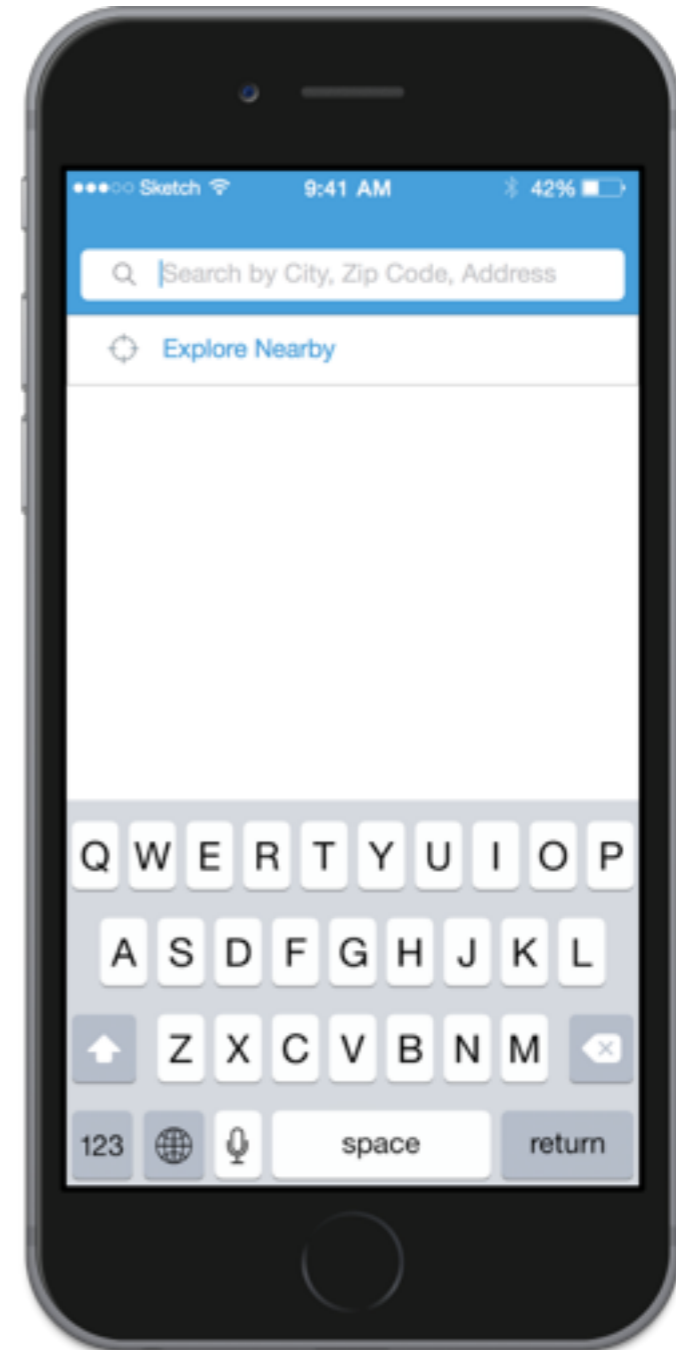 Sketch 9:41 AM 42%
Search by City, Zip Code, Address
Explore Nearby
Q W E R T Y U I O P
A S D F G H J K L
Z X C V B N M
123 space return